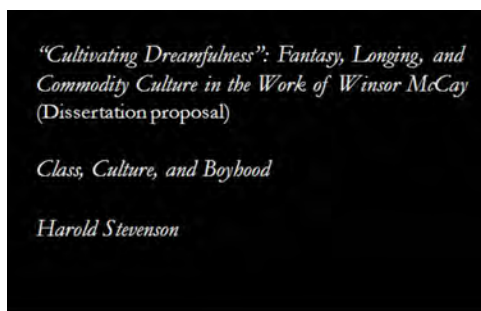 “Cultivating Dreamfulness”: Fantasy, Longing, and
Commodity Culture in the Work of Winsor McCay
(Dissertation proposal)
Class, Culture, and Boyhood
Harold Stevenson